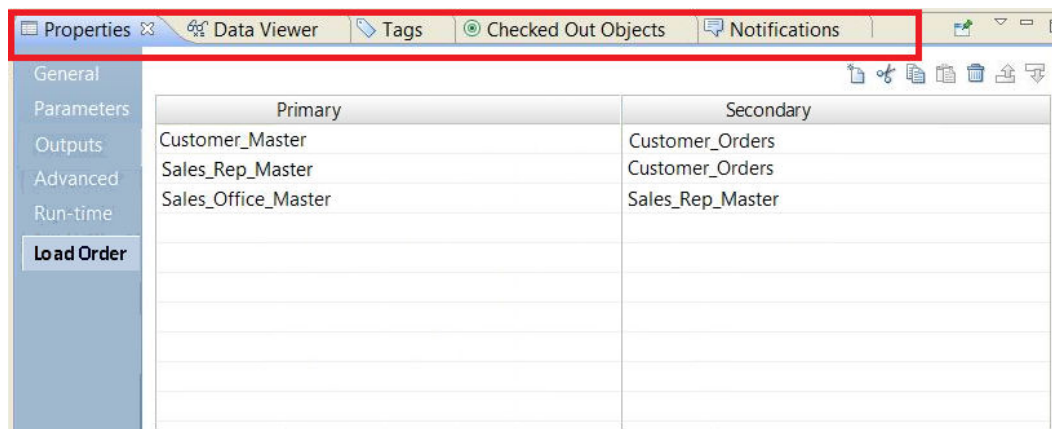 Properties Data Viewer Tags Checked Out Objects Notifications
General
Parameters
Outputs
Advanced
Run-time
Load Order
Primary Secondary
Customer_Master Customer_Orders
Sales_Rep_Master Customer_Orders
Sales_Office_Master Sales_Rep_Master